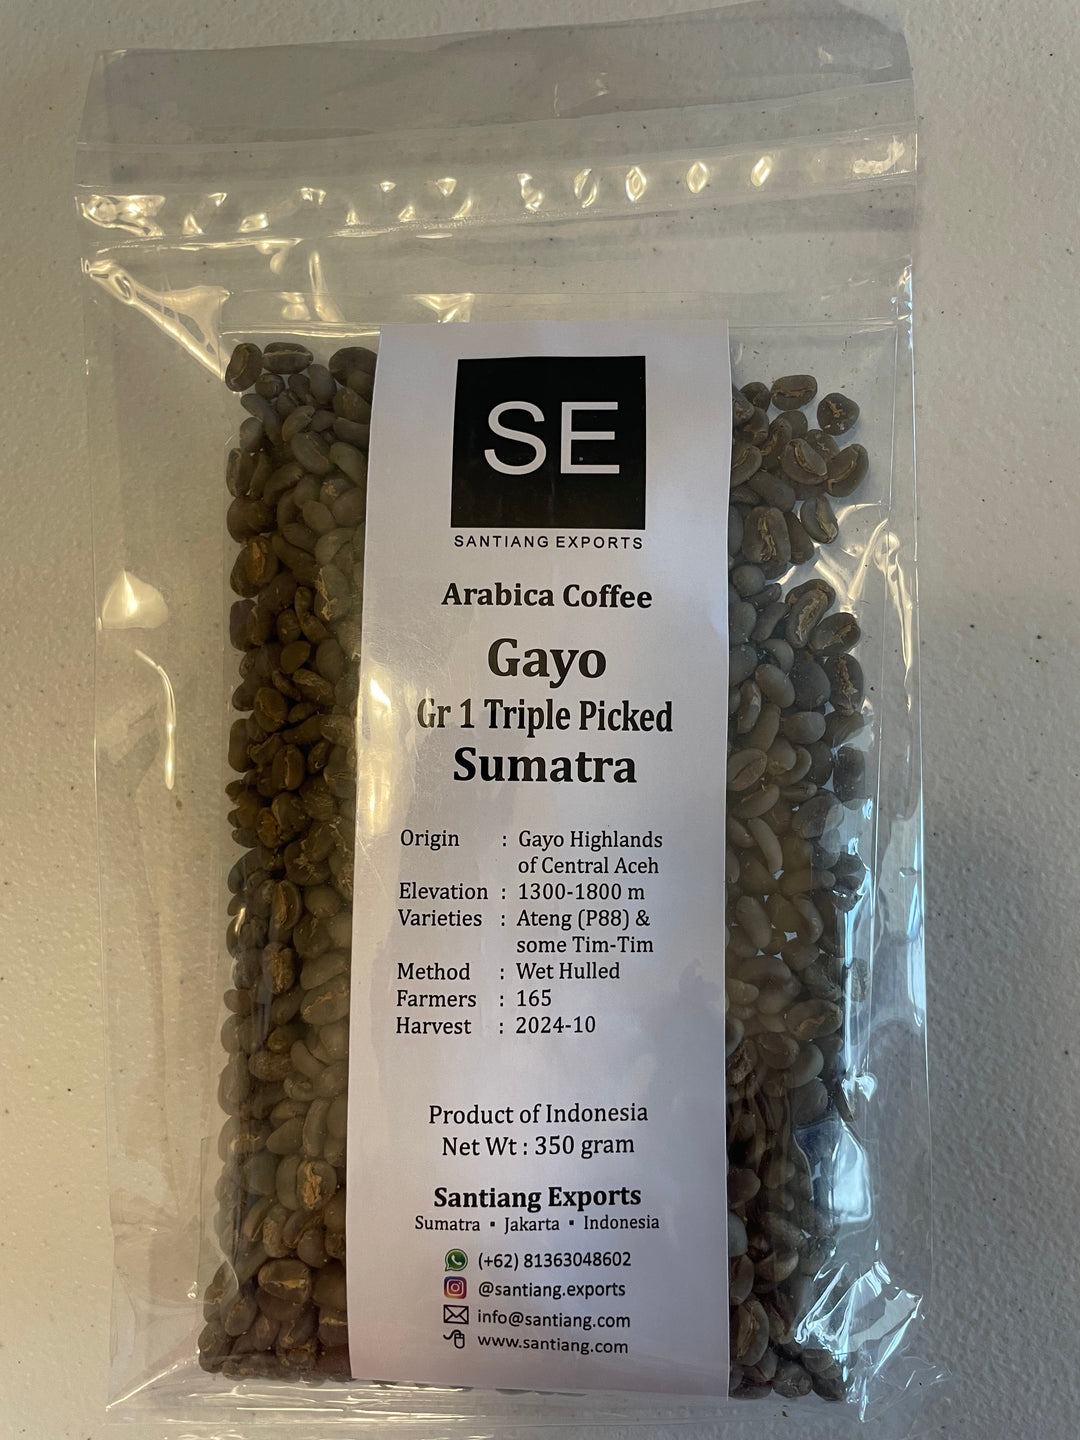 SE
SANTIANG EXPORTS
Arabica Coffee
Gayo
Gr 1 Triple Picked
Sumatra
Origin : Gayo Highlands
of Central Aceh
Elevation : 1300-1800 m
Varieties : Ateng (P88) &
some Tim-Tim
Method : Wet Hulled
Farmers : 165
Harvest : 2024-10
Product of Indonesia
Net Wt : 350 gram
Santiang Exports
Sumatra ▪ Jakarta ▪ Indonesia
(+62) 81363048602
@santiang.exports
info@santiang.com
www.santiang.com